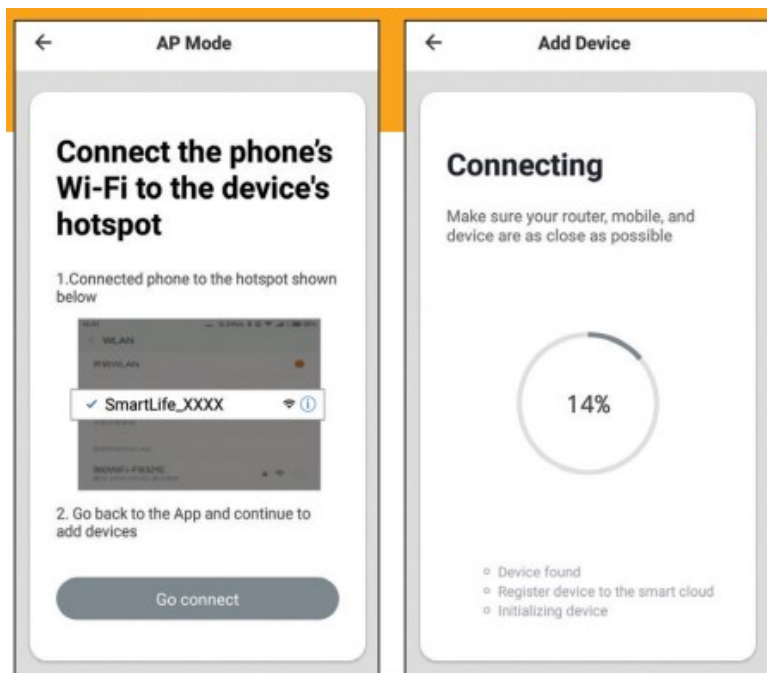 AP Mode
Connect the phone's
Wi-Fi to the device's
hotspot
1.Connected phone to the hotspot shown
below
WLAN
SmartLife_XXXX
2. Go back to the App and continue to
add devices
Go connect
Add Device
Connecting
Make sure your router, mobile, and
device are as close as possible
14%
Device found
Register device to the smart cloud
Initializing device